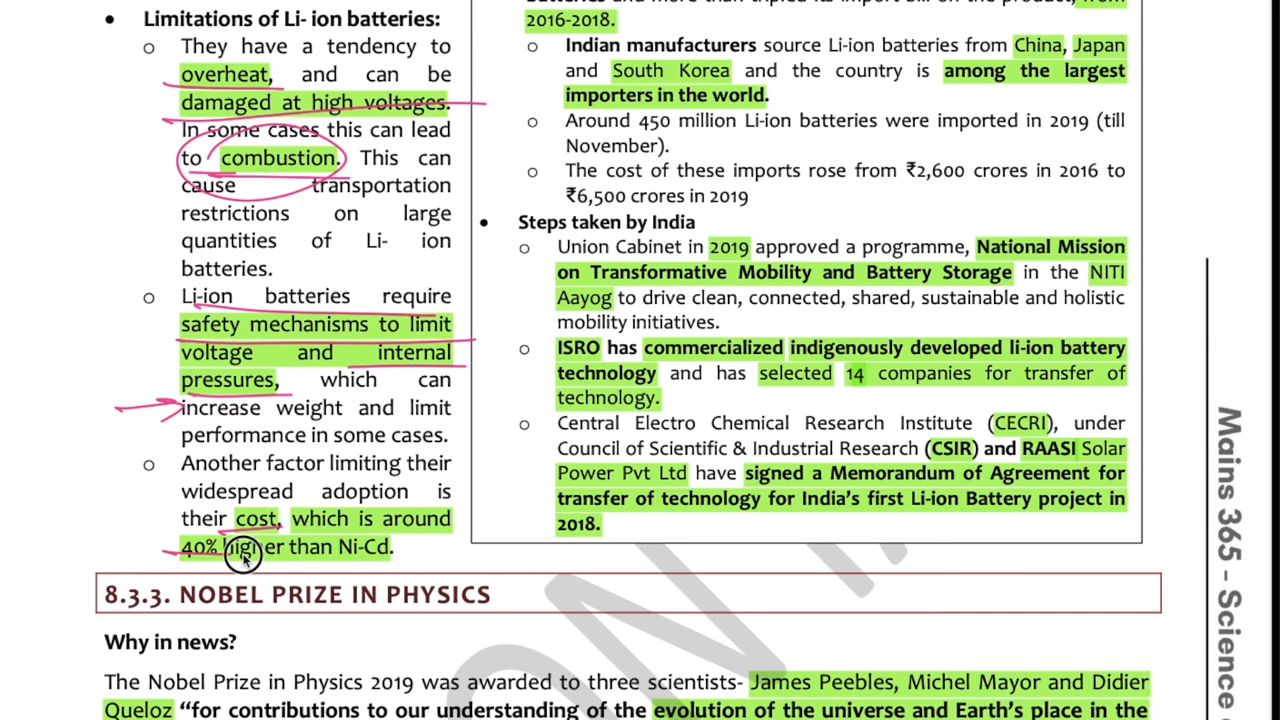 • Limitations of Li- ion batteries:
o They have a tendency to
overheat, and can be
damaged at high voltages.
In some cases this can lead
to combustion. This can
cause transportation
restrictions on large
quantities of Li- ion
batteries.
o Li-ion batteries require
safety mechanisms to limit
voltage and internal
pressures, which can
increase weight and limit
performance in some cases.
o Another factor limiting their
widespread adoption is
their cost, which is around
40% higher than Ni-Cd.
batteries and more than tripled its import bill on the product, from
2016-2018.
o Indian manufacturers source Li-ion batteries from China, Japan
and South Korea and the country is among the largest
importers in the world.
o Around 450 million Li-ion batteries were imported in 2019 (till
November).
o The cost of these imports rose from ₹2,600 crores in 2016 to
₹6,500 crores in 2019
• Steps taken by India
o Union Cabinet in 2019 approved a programme, National Mission
on Transformative Mobility and Battery Storage in the NITI
Aayog to drive clean, connected, shared, sustainable and holistic
mobility initiatives.
o ISRO has commercialized indigenously developed li-ion battery
technology and has selected 14 companies for transfer of
technology.
o Central Electro Chemical Research Institute (CECRI), under
Council of Scientific & Industrial Research (CSIR) and RAASI Solar
Power Pvt Ltd have signed a Memorandum of Agreement for
transfer of technology for India's first Li-ion Battery project in
2018.
8.3.3. NOBEL PRIZE IN PHYSICS
Why in news?
The Nobel Prize in Physics 2019 was awarded to three scientists- James Peebles, Michel Mayor and Didier
Queloz "for contributions to our understanding of the evolution of the universe and Earth's place in the
Mains 365 - Science